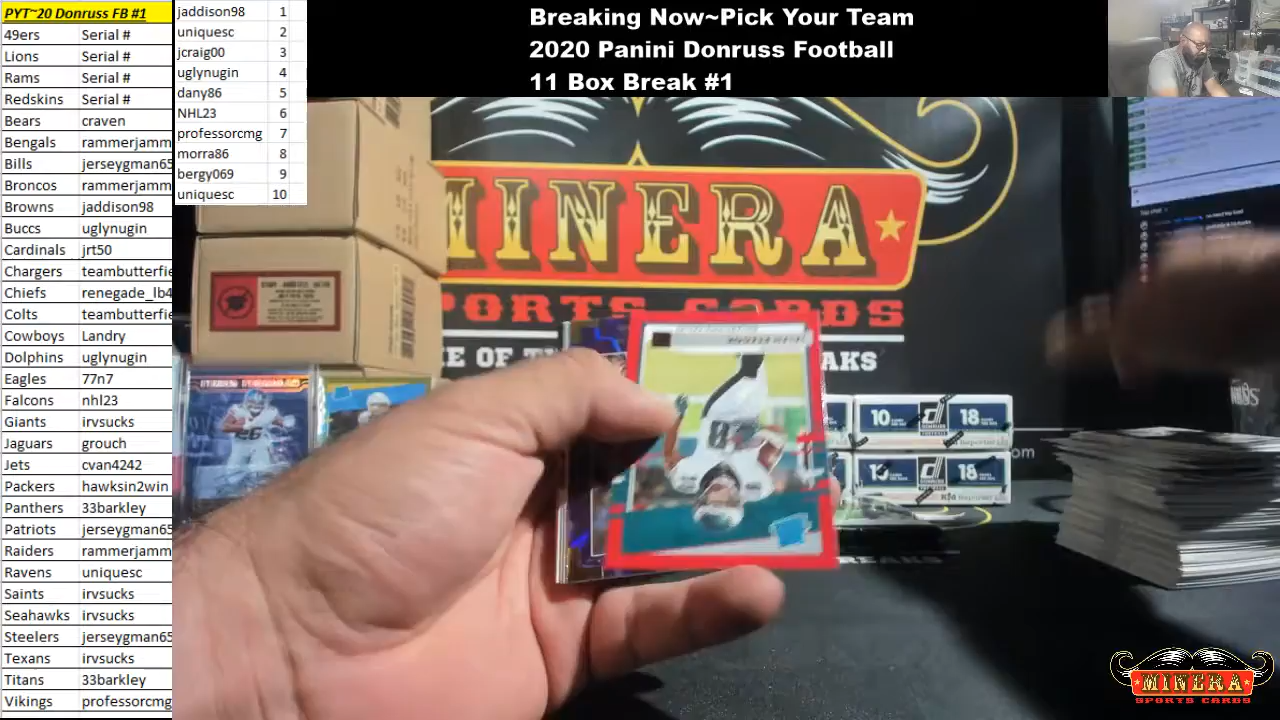 PYT~20 Donruss FB #1
49ers Serial #
Lions Serial #
Rams Serial #
Redskins Serial #
Bears craven
Bengals rammerjamm
Bills jerseygman65
Broncos rammerjamm
Browns jaddison98
Buccs uglynugin
Cardinals jrt50
Chargers teambutterfie
Chiefs renegade_lb4
Colts teambutterfie
Cowboys Landry
Dolphins uglynugin
Eagles 77n7
Falcons nhl23
Giants irvsucks
Jaguars grouch
Jets cvan4242
Packers hawksin2win
Panthers 33barkley
Patriots jerseygman65
Raiders rammerjamm
Ravens uniquesc
Saints irvsucks
Seahawks irvsucks
Steelers jerseygman65
Texans irvsucks
Titans 33barkley
Vikings professorcmg
jaddison98 1
uniquesc 2
jcraig00 3
uglynugin 4
dany86 5
NHL23 6
professorcmg 7
morra86 8
bergy069 9
uniquesc 10
Breaking Now~Pick Your Team
2020 Panini Donruss Football
11 Box Break #1
MINERA
PORTS CARDS
ME OF T
AKS
10 18
18
MINERA
SPORTS CARDS